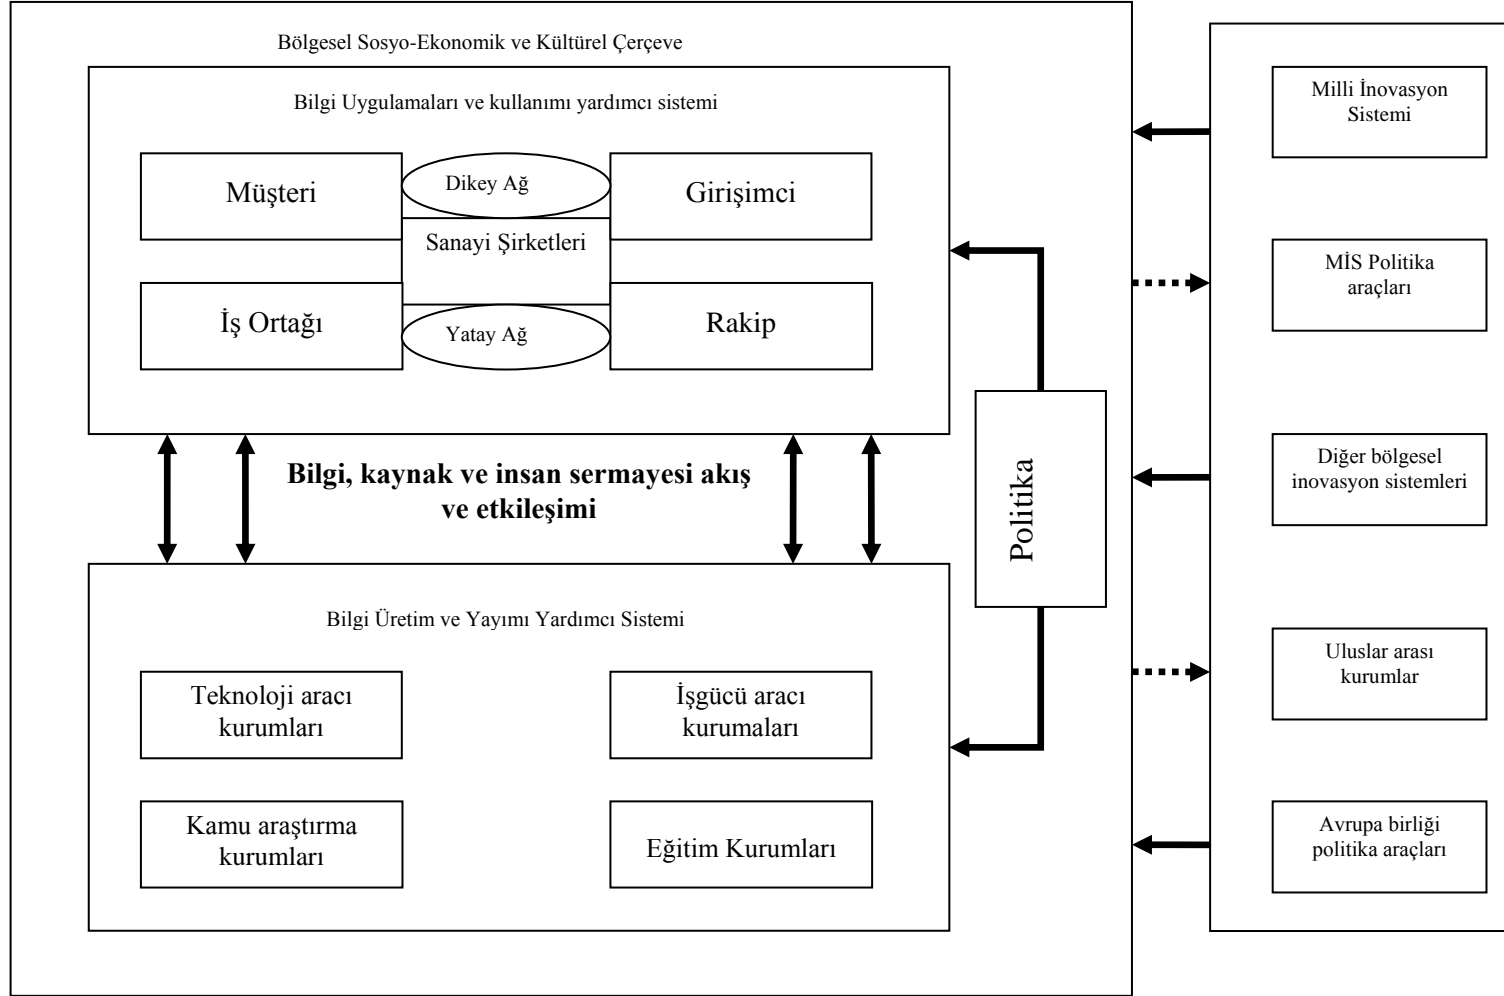 Bölgesel Sosyo-Ekonomik ve Kültürel Çerçeve
Bilgi Uygulamaları ve kullanımı yardımcı sistemi
Müşteri
Dikey Ağ
Girişimci
Sanayi Şirketleri
İş Ortağı
Yatay Ağ
Rakip
Bilgi, kaynak ve insan sermayesi akış
ve etkileşimi
Politika
Bilgi Üretim ve Yayımı Yardımcı Sistemi
Teknoloji aracı
kurumları
İşgücü aracı
kurumaları
Kamu araştırma
kurumları
Eğitim Kurumları
Milli İnovasyon
Sistemi
MİS Politika
araçları
Diğer bölgesel
inovasyon sistemleri
Uluslar arası
kurumlar
Avrupa birliği
politika araçları